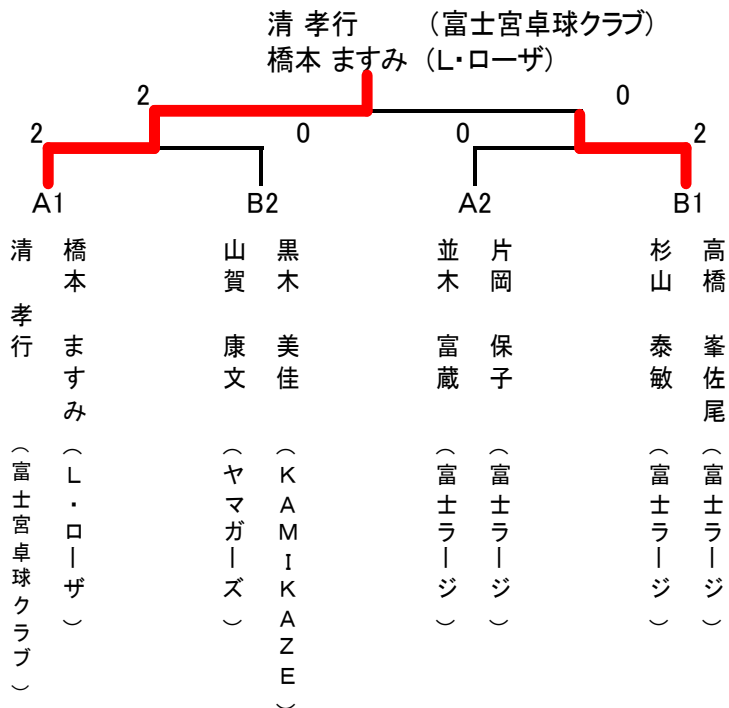 清 孝行 (富士宮卓球クラブ)
橋本 ますみ (L・ローザ)
2 0
2 0 0 2
A1 B2 A2 B1
清 孝行 (富士宮卓球クラブ)
橋本 ますみ (L・ローザ)
山賀 康文 (ヤマガーズ)
黒木 美佳 (KAMIKAZE)
並木 富蔵 (富士ラージ)
片岡 保子 (富士ラージ)
杉山 泰敏 (富士ラージ)
高橋 峯佐尾 (富士ラージ)